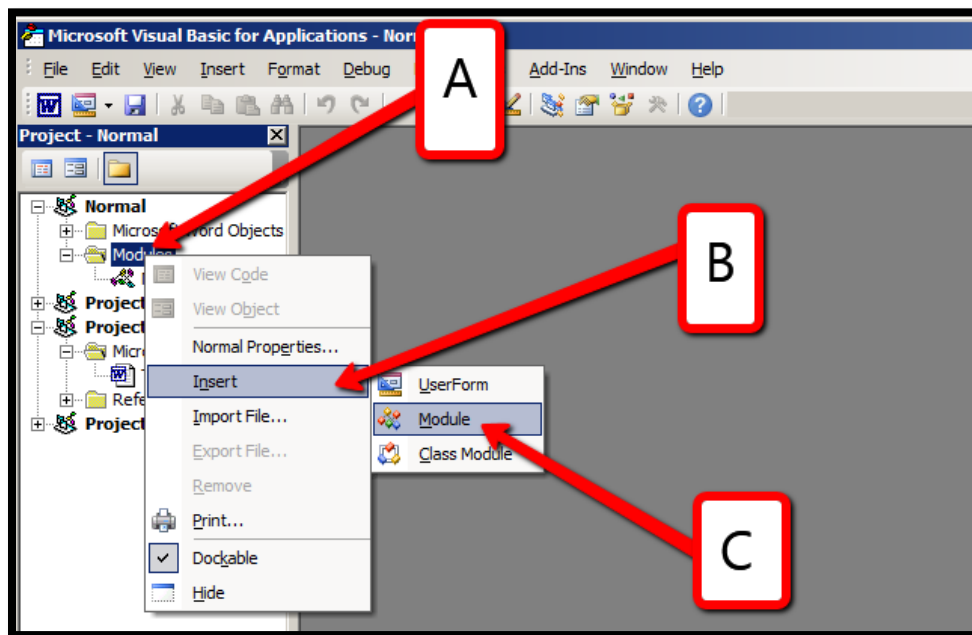 Microsoft Visual Basic for Applications - Nor
File Edit View Insert Format Debug Add-Ins Window Help
A
Project - Normal
Normal
Microsoft Word Objects
Modules
View Code
B
Project
View Object
Project
Normal Properties...
Insert
UserForm
Import File...
Module
Project
Export File...
Class Module
Remove
Print...
C
Dockable
Hide